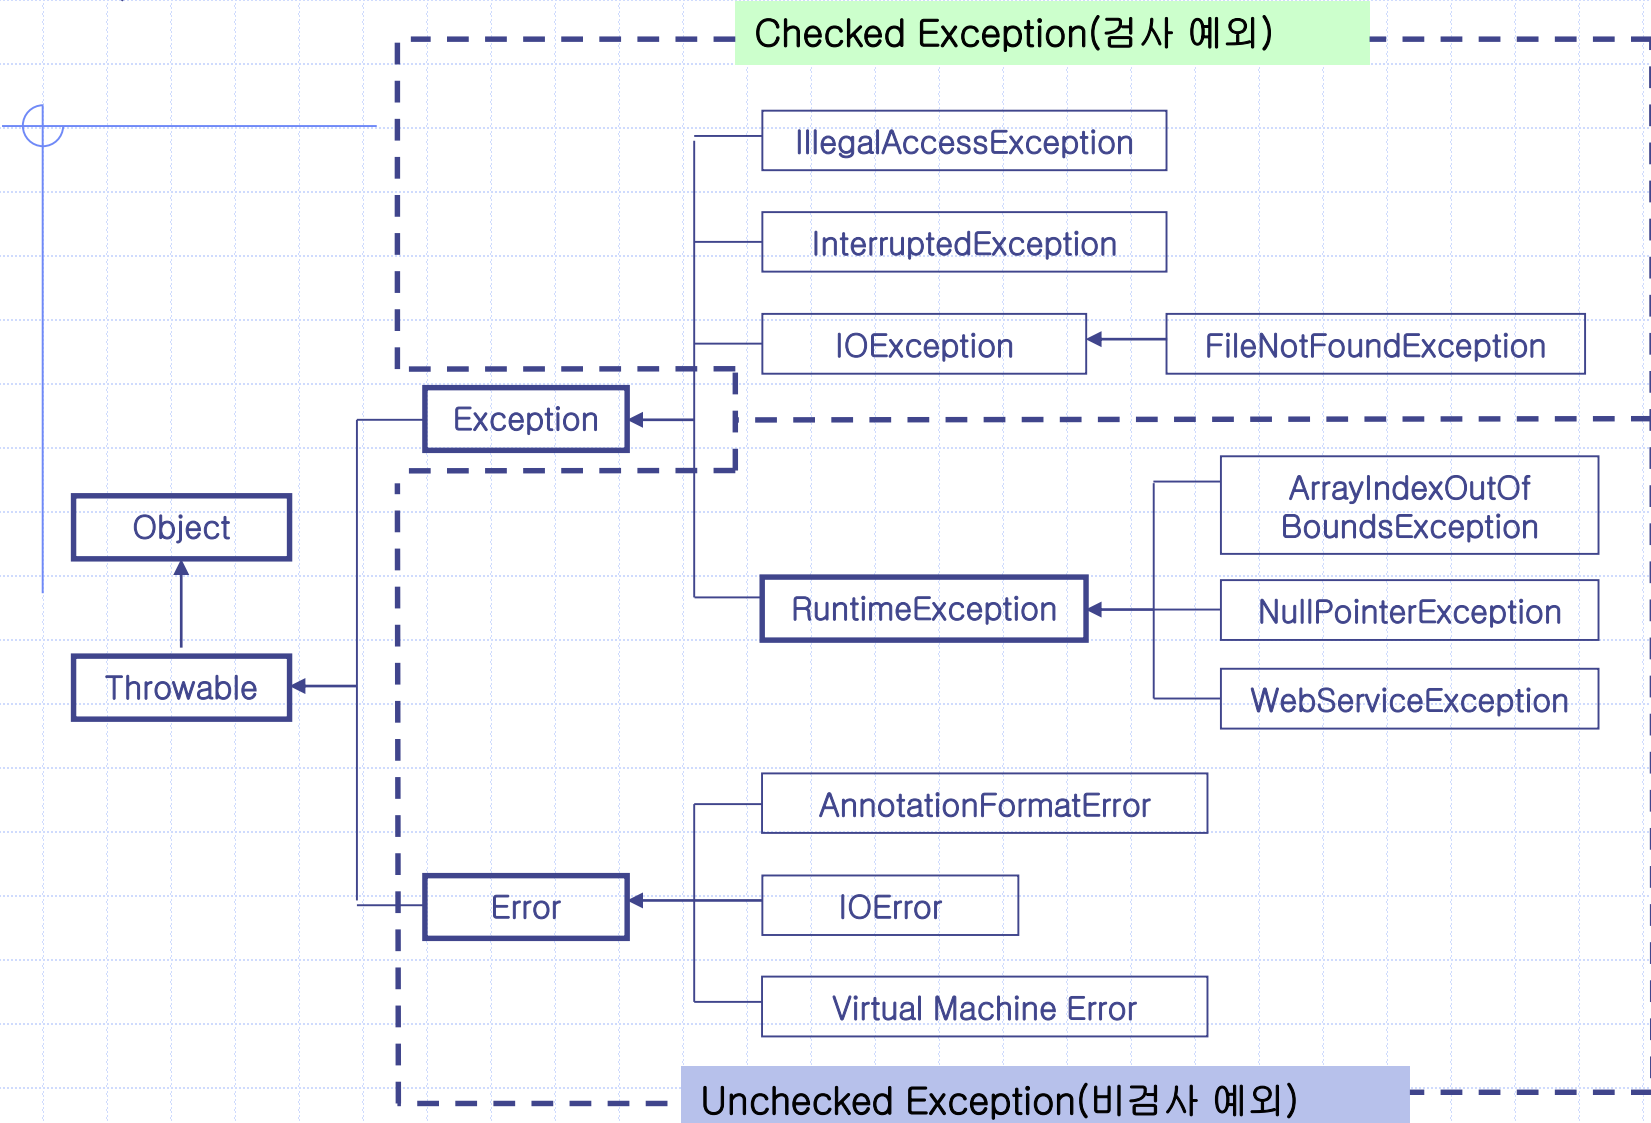 Checked Exception(검사 예외)
IllegalAccessException
InterruptedException
IOException
FileNotFoundException
Exception
Object
Throwable
ArrayIndexOutOf
BoundsException
RuntimeException
NullPointerException
WebServiceException
AnnotationFormatError
Error
IOError
Virtual Machine Error
Unchecked Exception(비검사 예외)